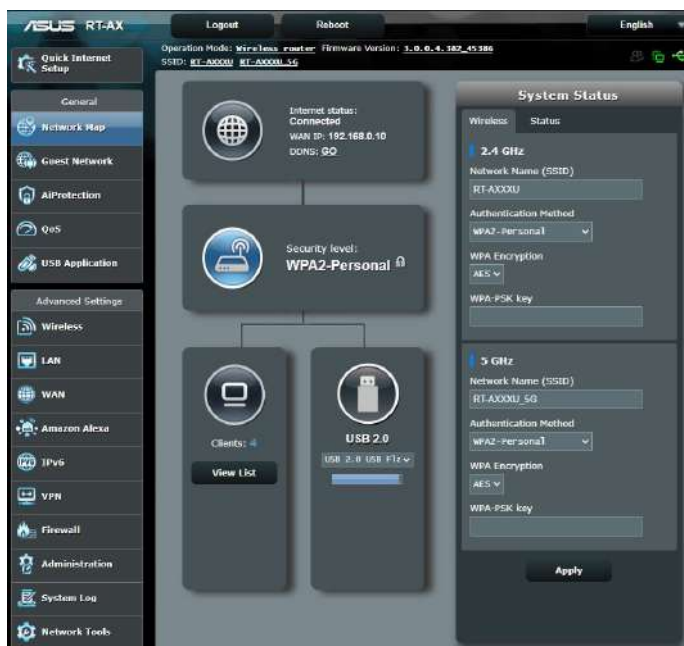 ASUS RT-AX
Logout
Reboot
English
Operation Mode: Wireless router Firmware Version: 3.0.0.4.382_45386
SSID: RT-AXXXU RT-AXXXU_5G
Quick Internet
Setup
General
Network Map
Guest Network
AiProtection
QoS
USB Application
Advanced Settings
Wireless
LAN
WAN
Amazon Alexa
IPv6
VPN
Firewall
Administration
System Log
Network Tools
Internet status:
Connected
WAN IP: 192.168.0.10
DDNS: GO
Security level:
WPA2-Personal
Clients: 4
View List
USB 2.0
USB 2.0 USB Fla
System Status
Wireless
Status
2.4 GHz
Network Name (SSID)
RT-AXXXU
Authentication Method
WPA2-Personal
WPA Encryption
AES
WPA-PSK key
5 GHz
Network Name (SSID)
RT-AXXXU_5G
Authentication Method
WPA2-Personal
WPA Encryption
AES
WPA-PSK key
Apply